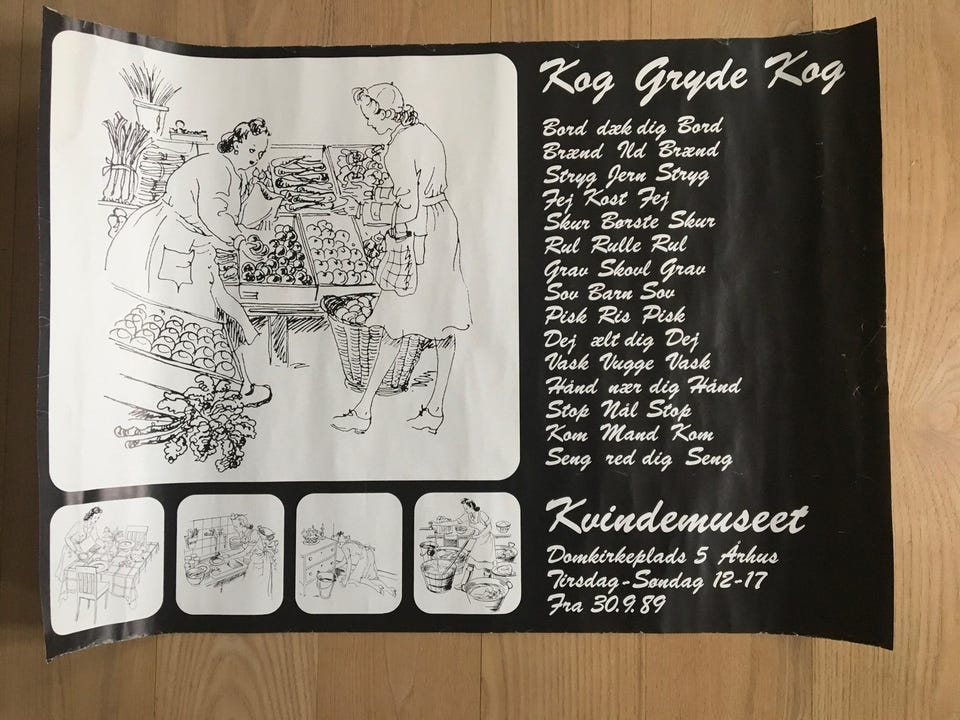 Kog Gryde Kog
Bord dæk dig Bord
Brænd Ild Brænd
Stryg Jern Stryg
Fej Kost Fej
Skur Børste Skur
Rul Rulle Rul
Grav Skovl Grav
Sov Barn Sov
Pisk Ris Pisk
Dej ælt dig Dej
Vask Vugge Vask
Hånd nær dig Hånd
Stop Nål Stop
Kom Mand Kom
Seng red dig Seng
Kvindemuseet
Domkirkeplads 5 Århus
Tirsdag-Søndag 12-17
Fra 30.9.89